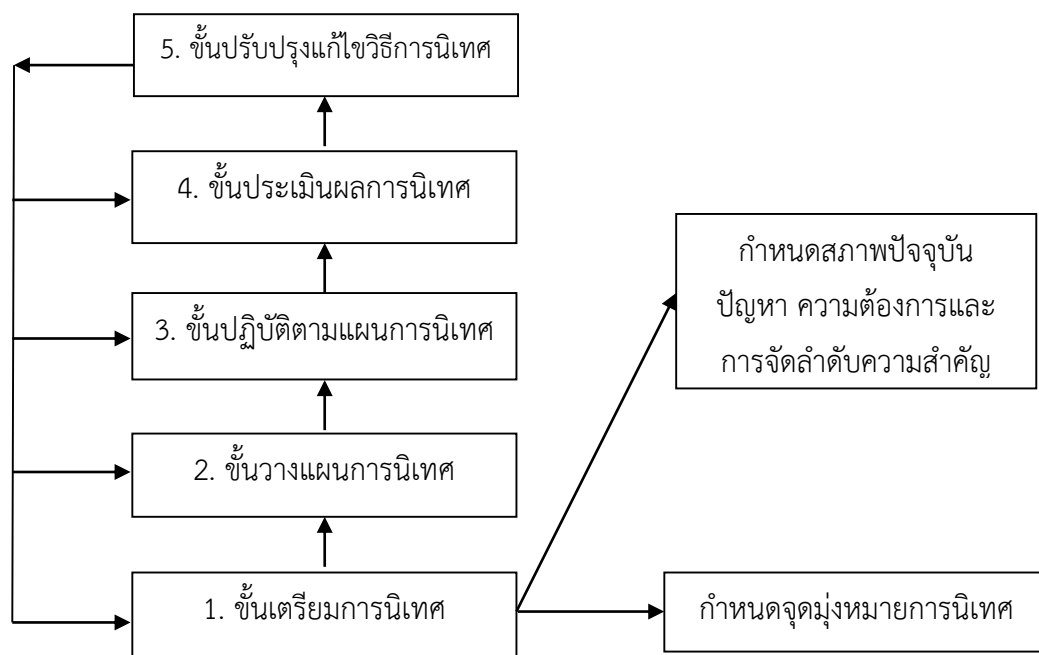 5. ขั้นปรับปรุงแก้ไขวิธีการนิเทศ
4. ขั้นประเมินผลการนิเทศ
3. ขั้นปฏิบัติตามแผนการนิเทศ
2. ขั้นวางแผนการนิเทศ
1. ขั้นเตรียมการนิเทศ
กำหนดสภาพปัจจุบัน
ปัญหา ความต้องการและ
การจัดลำดับความสำคัญ
กำหนดจุดมุ่งหมายการนิเทศ